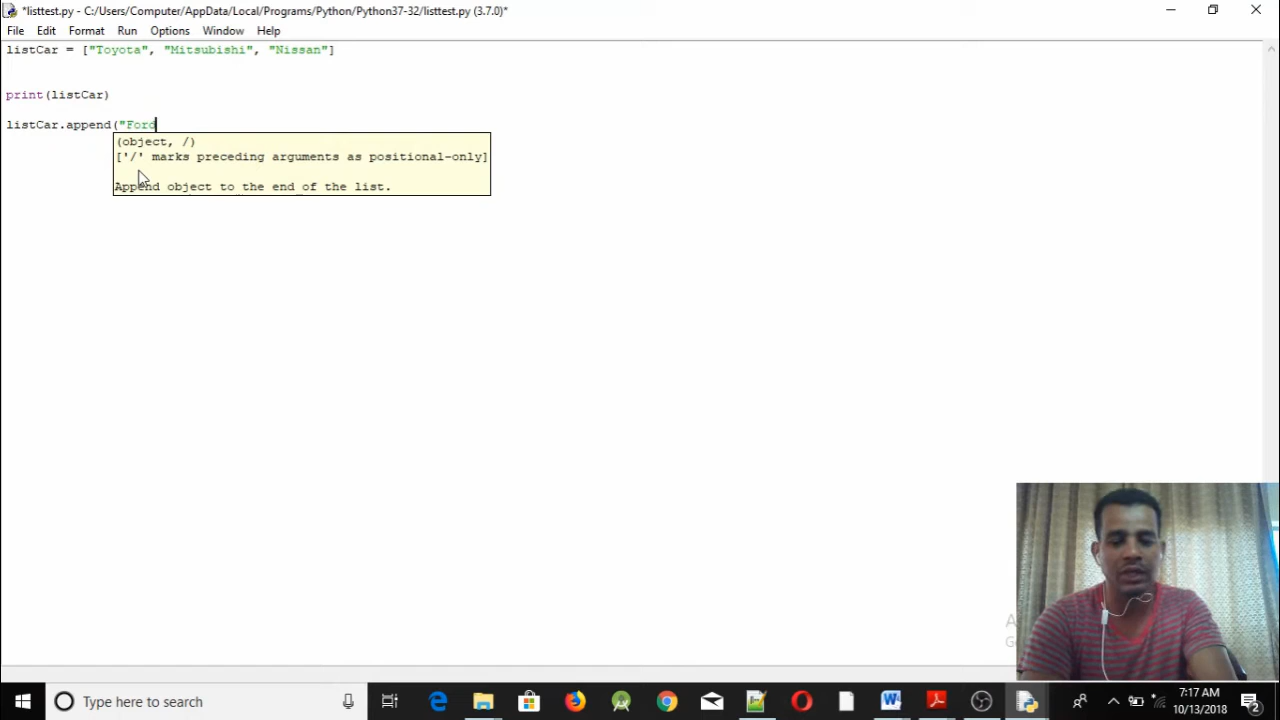 *listtest.py - C:/Users/Computer/AppData/Local/Programs/Python/Python37-32/listtest.py (3.7.0)*
File Edit Format Run Options Window Help
listCar = ["Toyota", "Mitsubishi", "Nissan"]
print(listCar)
listCar.append("Ford
(object, /)
['/' marks preceding arguments as positional-only]
Append object to the end of the list.
Type here to search
7:17 AM
10/13/2018
2